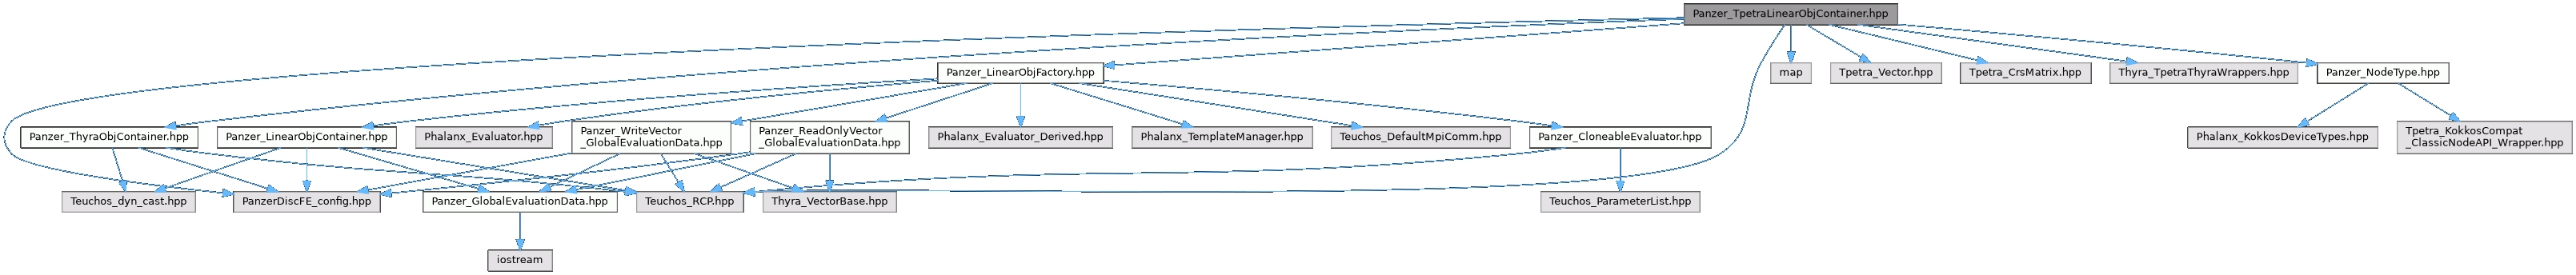 Panzer_TpetraLinearObjContainer.hpp
Panzer_LinearObjFactory.hpp
map
Tpetra_Vector.hpp
Tpetra_CrsMatrix.hpp
Thyra_TpetraThyraWrappers.hpp
Panzer_NodeType.hpp
Panzer_ThyraObjContainer.hpp
Panzer_LinearObjContainer.hpp
Phalanx_Evaluator.hpp
Panzer_WriteVector
_GlobalEvaluationData.hpp
Panzer_ReadOnlyVector
_GlobalEvaluationData.hpp
Phalanx_Evaluator_Derived.hpp
Phalanx_TemplateManager.hpp
Teuchos_DefaultMpiComm.hpp
Panzer_CloneableEvaluator.hpp
Phalanx_KokkosDeviceTypes.hpp
Tpetra_KokkosCompat
_ClassicNodeAPI_Wrapper.hpp
Teuchos_dyn_cast.hpp
PanzerDiscFE_config.hpp
Panzer_GlobalEvaluationData.hpp
Teuchos_RCP.hpp
Thyra_VectorBase.hpp
Teuchos_ParameterList.hpp
iostream